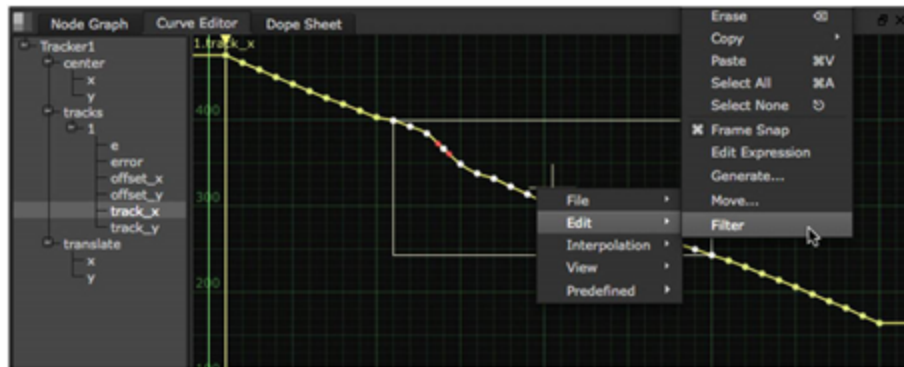 Node Graph
Curve Editor
Dope Sheet
Tracker1
center
x
y
tracks
1
e
error
offset_x
offset_y
track_x
track_y
translate
x
y
1.track_x
400
300
200
File
Edit
Interpolation
View
Predefined
Erase ⌫
Copy
Paste ⌘V
Select All ⌘A
Select None
⌘ Frame Snap
Edit Expression
Generate...
Move...
Filter